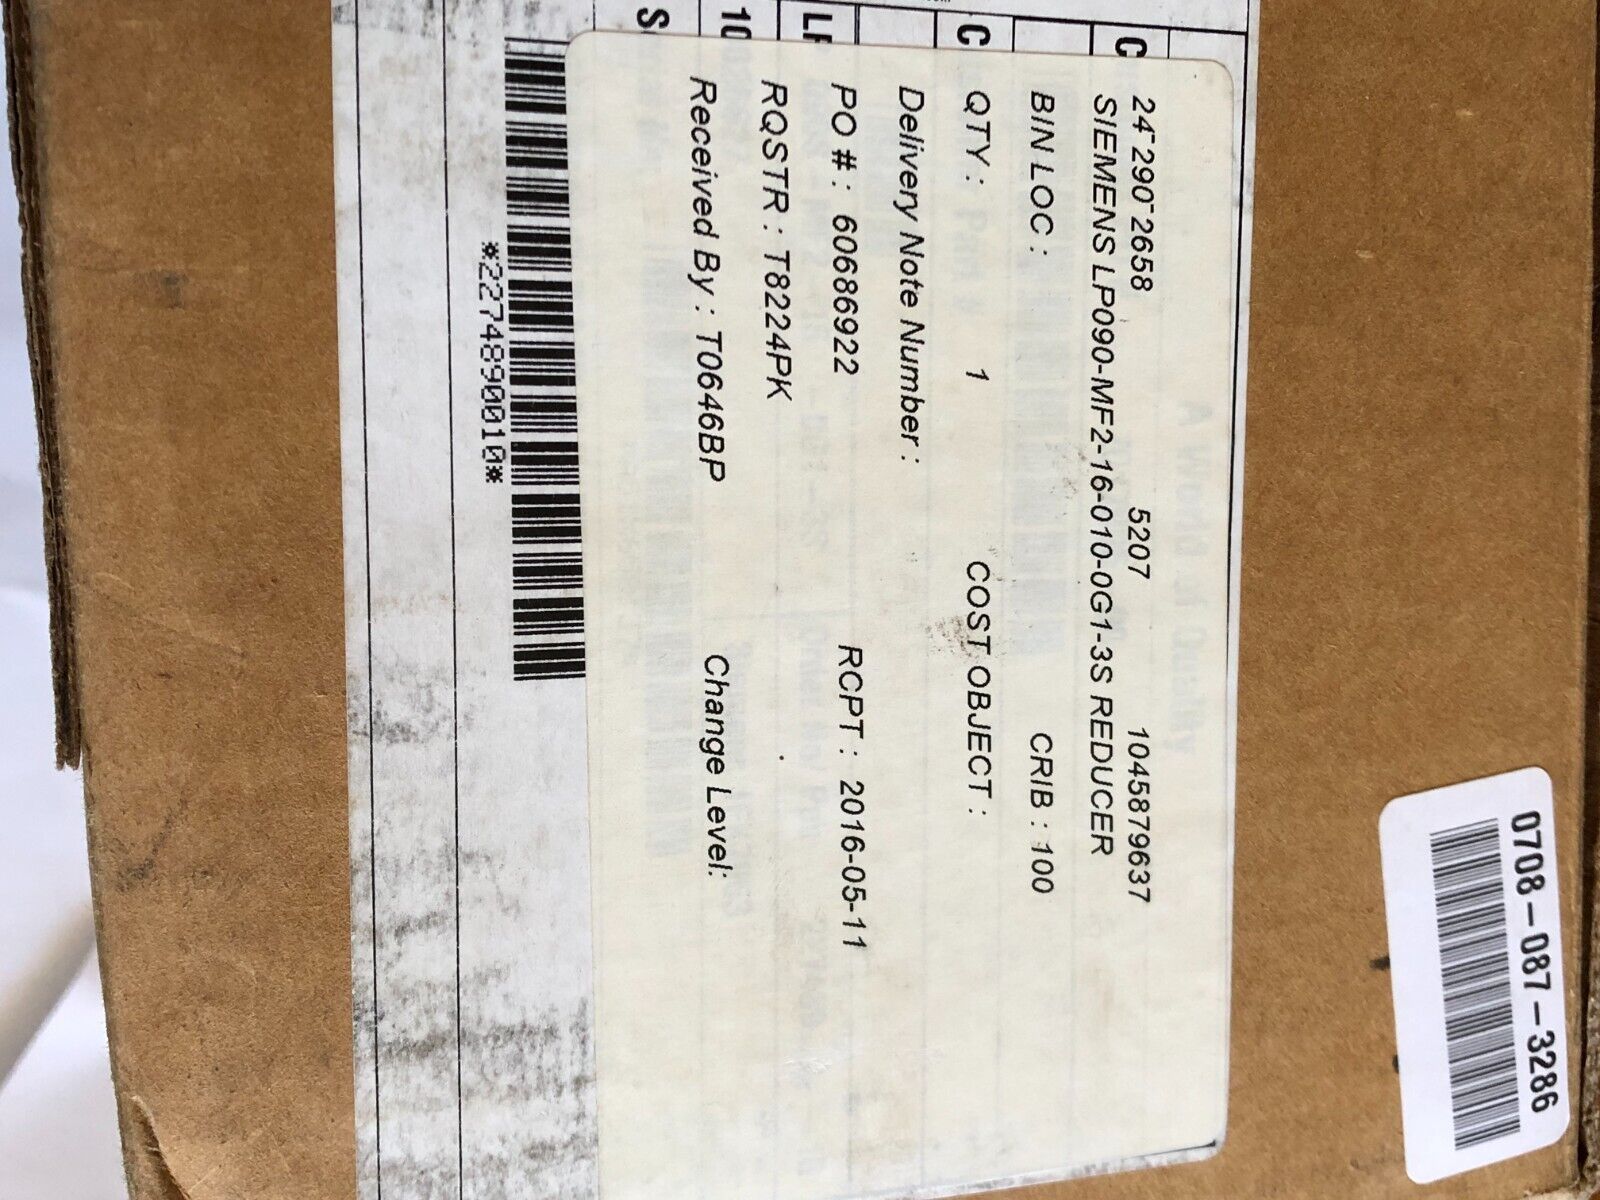 24-290-2658 5207 1045879637
SIEMENS LP090-MF2-16-010-0G1-3S REDUCER
BIN LOC : CRIB : 100
QTY : 1 COST OBJECT :
Delivery Note Number :
PO # : 60686922 RCPT : 2016-05-11
RQSTR : T8224PK
Received By : T0646BP Change Level:
*2274890010*
0708-087-3286